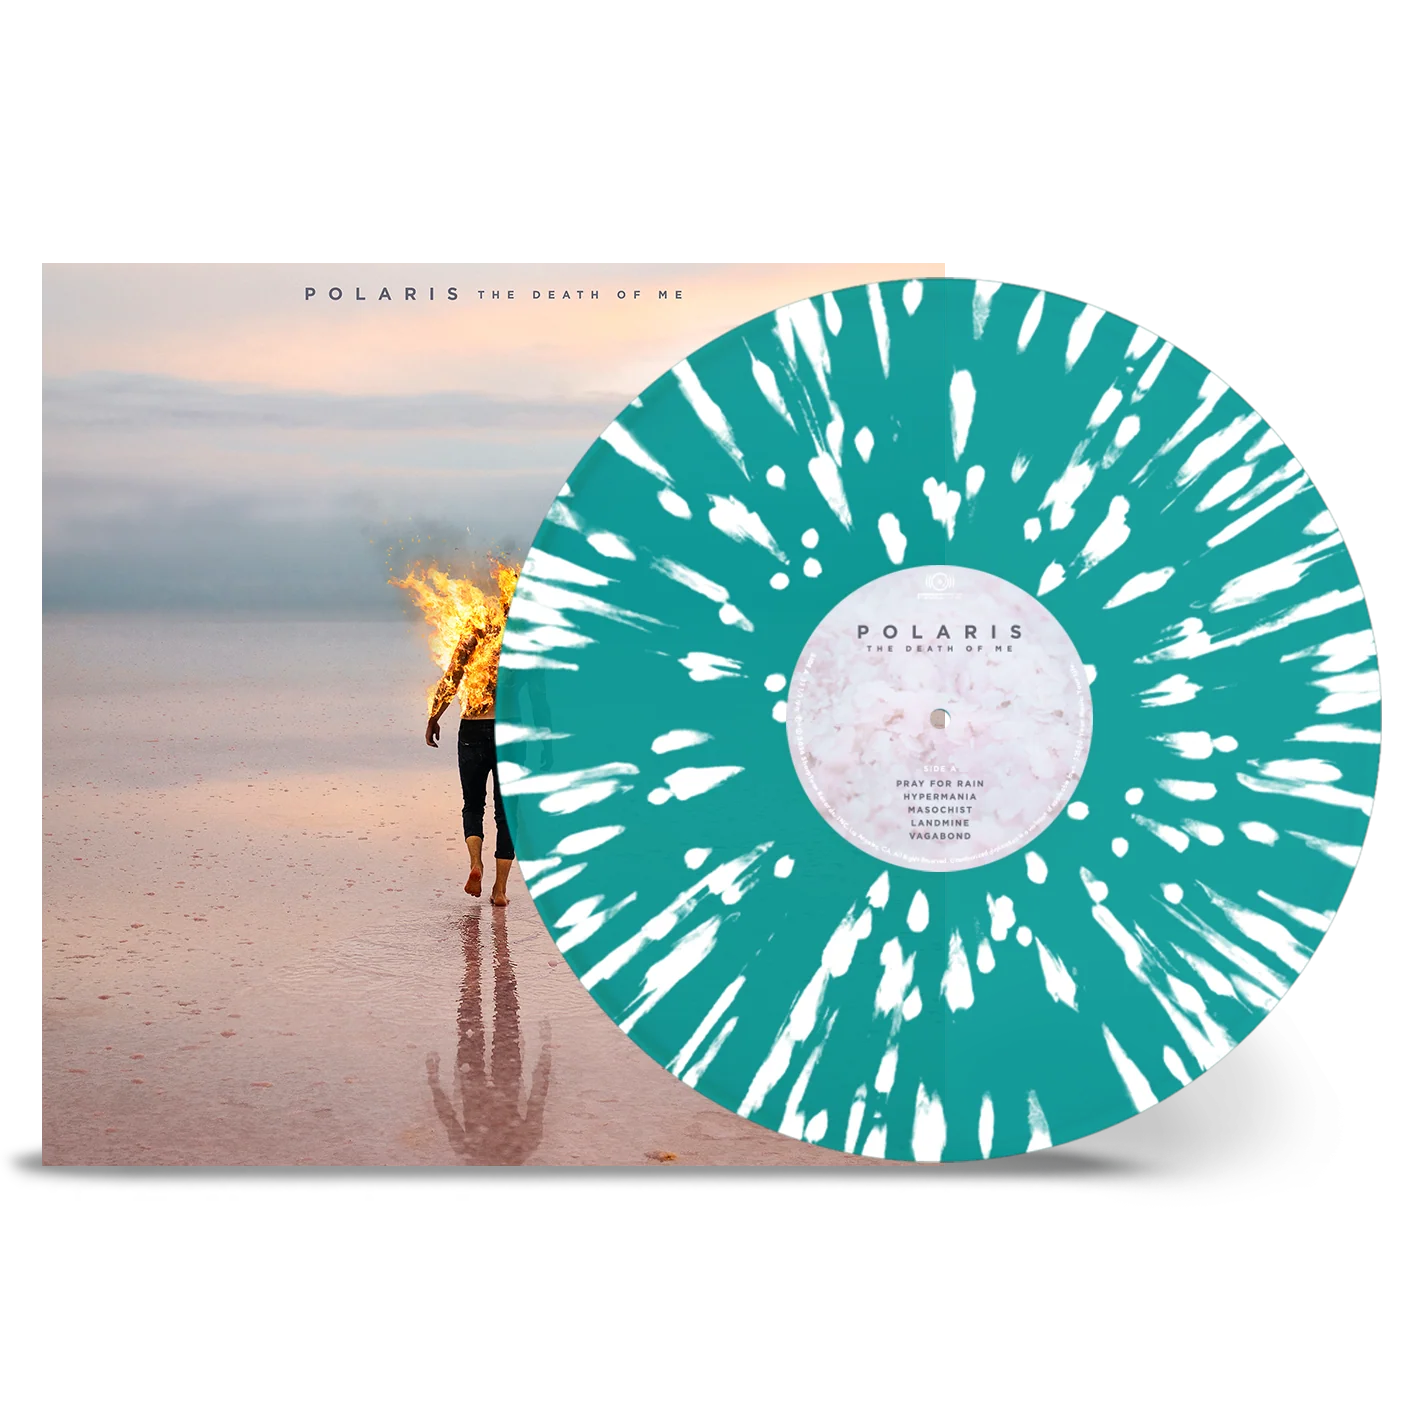 POLARIS THE DEATH OF ME
POLARIS
THE DEATH OF ME
SIDE A
PRAY FOR RAIN
HYPERMANIA
MASOCHIST
LANDMINE
VAGABOND